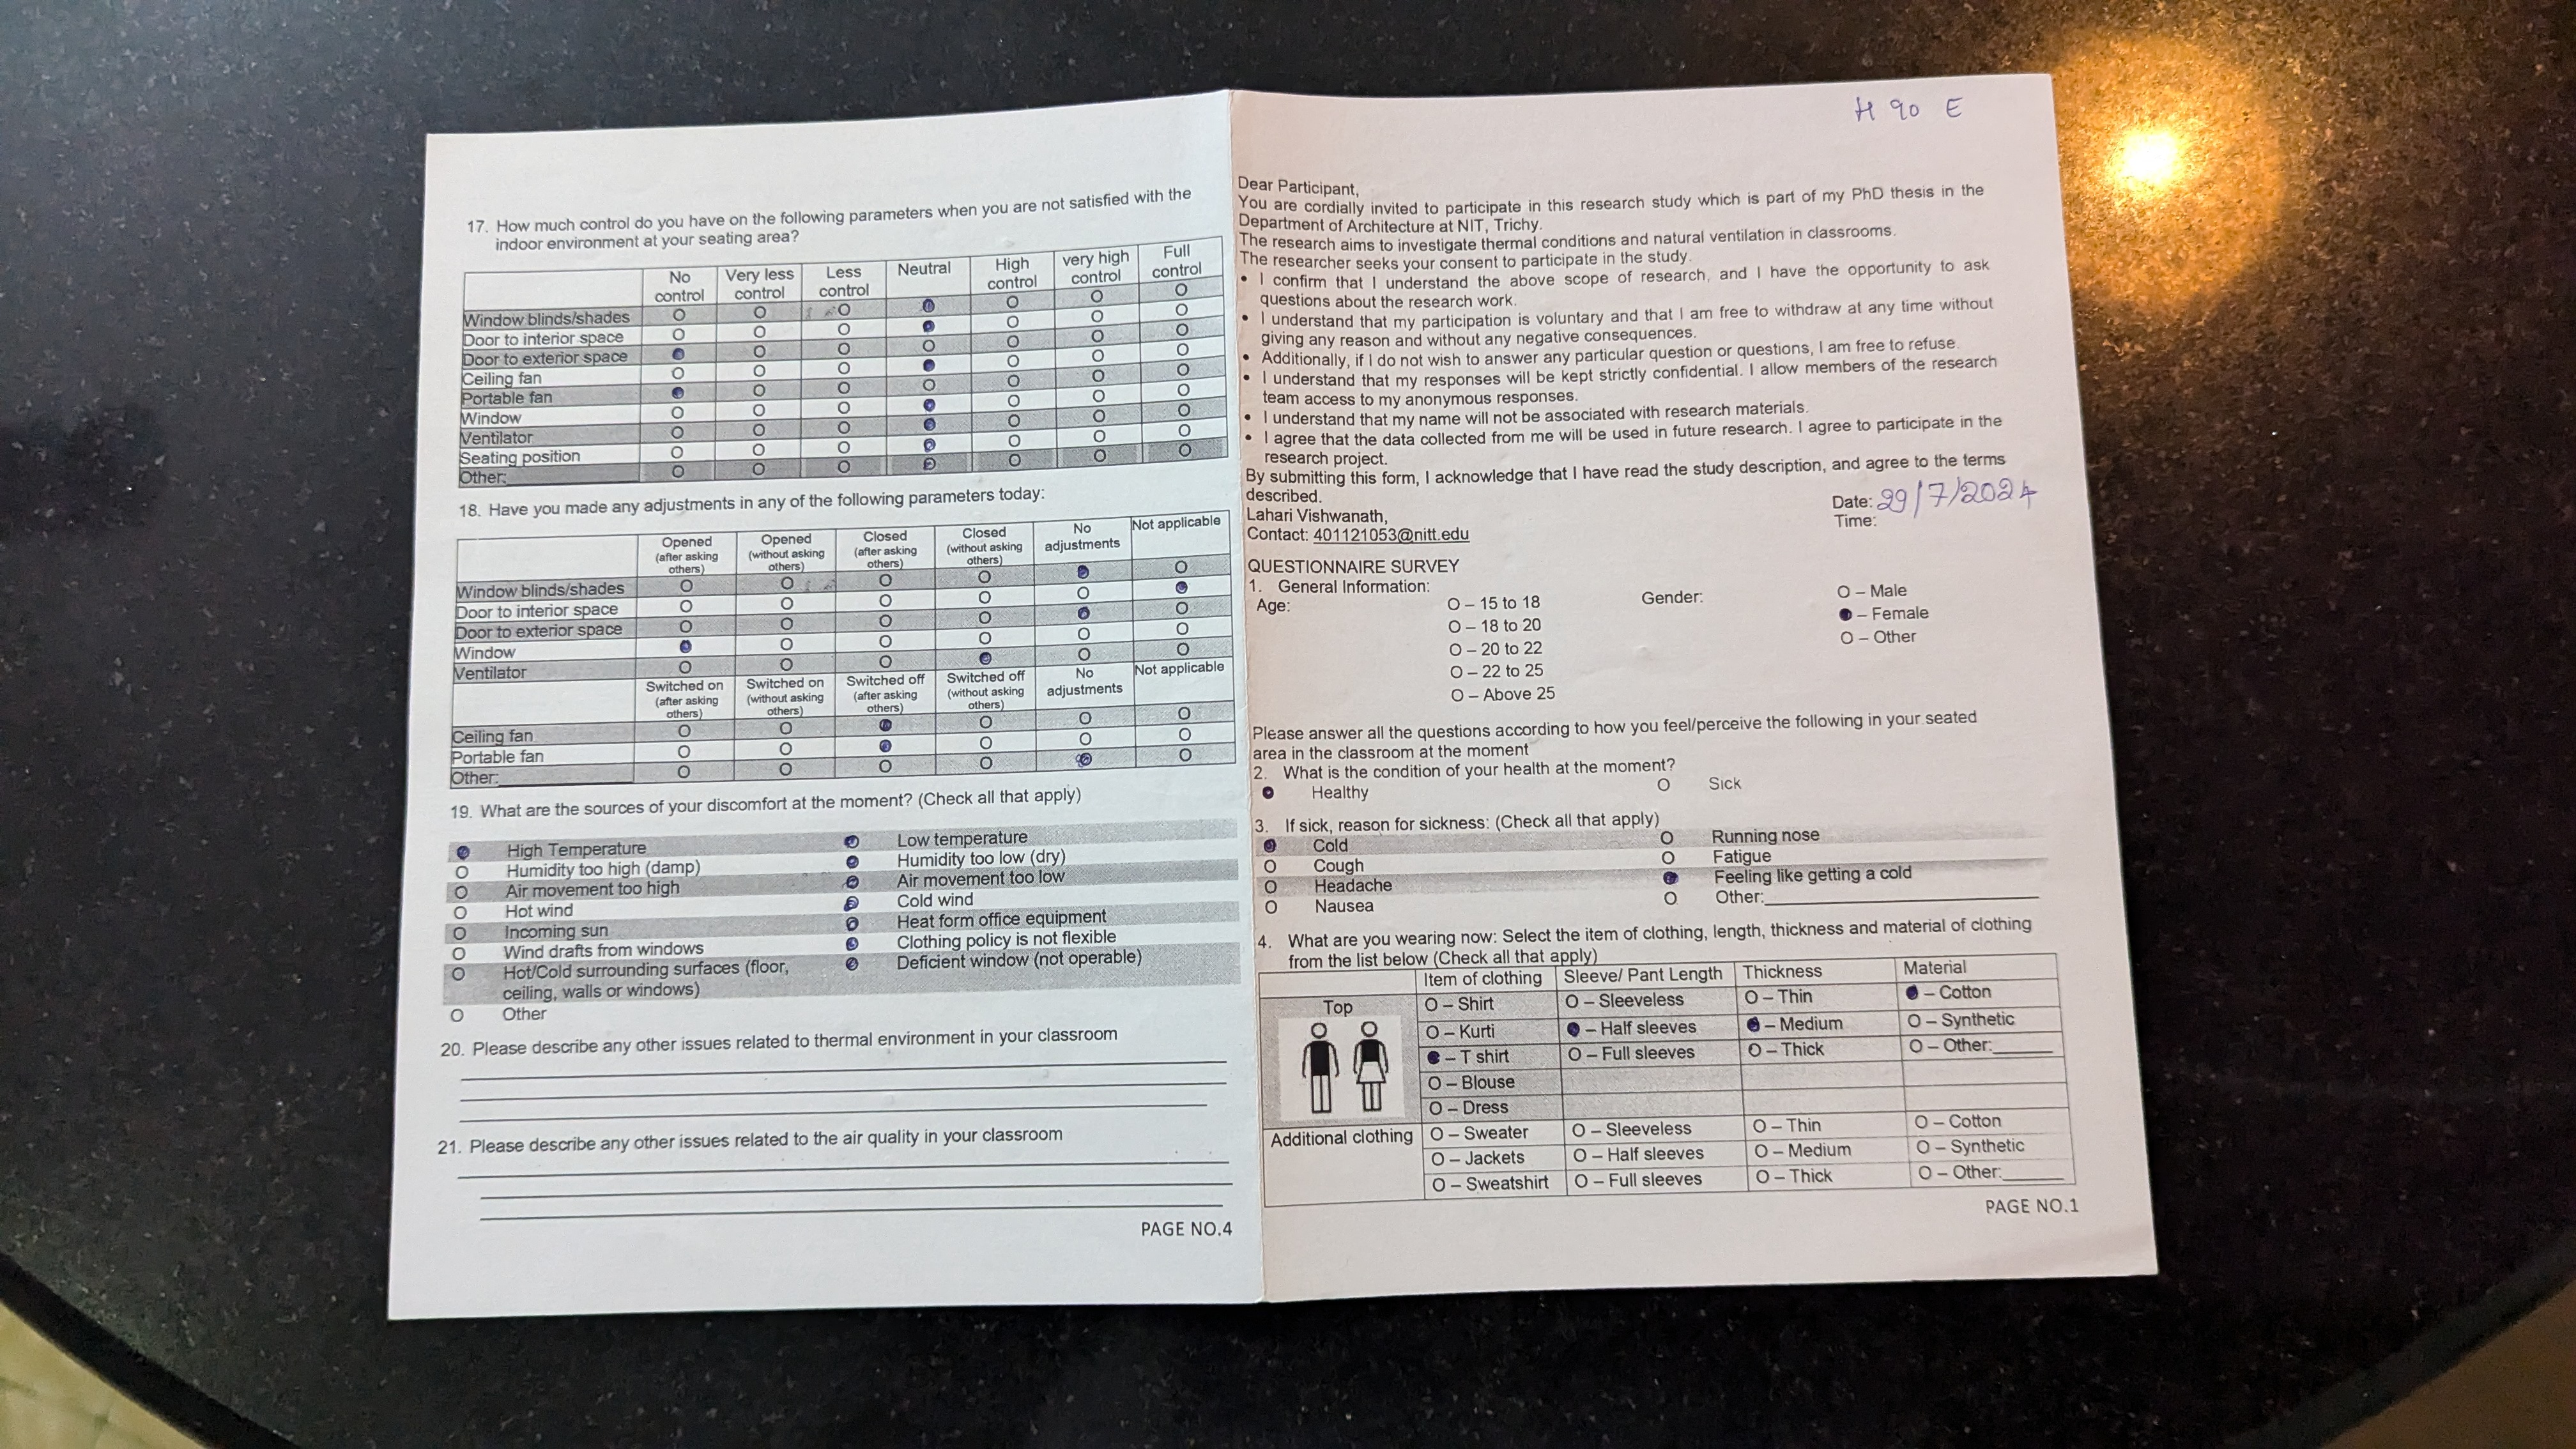 17. How much control do you have on the following parameters when you are not satisfied with the
indoor environment at your seating area?
No control Very less control Less control Neutral High control very high control Full control
Window blinds/shades O O O ● O O O
Door to interior space O O O ● O O O
Door to exterior space ● O O O O O O
Ceiling fan O O O ● O O O
Portable fan ● O O O O O O
Window O O O ● O O O
Ventilator O O O ● O O O
Seating position O O O ● O O O
Other: O O O ● O O O
18. Have you made any adjustments in any of the following parameters today:
Opened (after asking others) Opened (without asking others) Closed (after asking others) Closed (without asking others) No adjustments Not applicable
Window blinds/shades O O O O ● O
Door to interior space O O O O O ●
Door to exterior space O O O O ● O
Window ● O O O O O
Ventilator O O O ● O O
Switched on (after asking others) Switched on (without asking others) Switched off (after asking others) Switched off (without asking others) No adjustments Not applicable
Ceiling fan O O ● O O O
Portable fan O O ● O O O
Other: O O O O ● O
19. What are the sources of your discomfort at the moment? (Check all that apply)
● High Temperature ● Low temperature
O Humidity too high (damp) ● Humidity too low (dry)
O Air movement too high ● Air movement too low
O Hot wind ● Cold wind
O Incoming sun ● Heat form office equipment
O Wind drafts from windows ● Clothing policy is not flexible
O Hot/Cold surrounding surfaces (floor, ● Deficient window (not operable)
ceiling, walls or windows)
O Other
20. Please describe any other issues related to thermal environment in your classroom
21. Please describe any other issues related to the air quality in your classroom
PAGE NO.4
H 90 E
Dear Participant,
You are cordially invited to participate in this research study which is part of my PhD thesis in the
Department of Architecture at NIT, Trichy.
The research aims to investigate thermal conditions and natural ventilation in classrooms.
The researcher seeks your consent to participate in the study.
• I confirm that I understand the above scope of research, and I have the opportunity to ask
questions about the research work.
• I understand that my participation is voluntary and that I am free to withdraw at any time without
giving any reason and without any negative consequences.
• Additionally, if I do not wish to answer any particular question or questions, I am free to refuse.
• I understand that my responses will be kept strictly confidential. I allow members of the research
team access to my anonymous responses.
• I understand that my name will not be associated with research materials.
• I agree that the data collected from me will be used in future research. I agree to participate in the
research project.
By submitting this form, I acknowledge that I have read the study description, and agree to the terms
described.
Lahari Vishwanath,
Contact: 401121053@nitt.edu
Date: 29/7/2024
Time:
QUESTIONNAIRE SURVEY
1. General Information:
Age: O – 15 to 18 Gender: O – Male
O – 18 to 20 ● – Female
O – 20 to 22 O – Other
O – 22 to 25
O – Above 25
Please answer all the questions according to how you feel/perceive the following in your seated
area in the classroom at the moment
2. What is the condition of your health at the moment?
● Healthy O Sick
3. If sick, reason for sickness: (Check all that apply)
● Cold O Running nose
O Cough O Fatigue
O Headache ● Feeling like getting a cold
O Nausea O Other:
4. What are you wearing now: Select the item of clothing, length, thickness and material of clothing
from the list below (Check all that apply)
Item of clothing Sleeve/ Pant Length Thickness Material
Top O – Shirt O – Sleeveless O – Thin ● – Cotton
O – Kurti ● – Half sleeves ● – Medium O – Synthetic
● – T shirt O – Full sleeves O – Thick O – Other:
O – Blouse
O – Dress
Additional clothing O – Sweater O – Sleeveless O – Thin O – Cotton
O – Jackets O – Half sleeves O – Medium O – Synthetic
O – Sweatshirt O – Full sleeves O – Thick O – Other:
PAGE NO.1